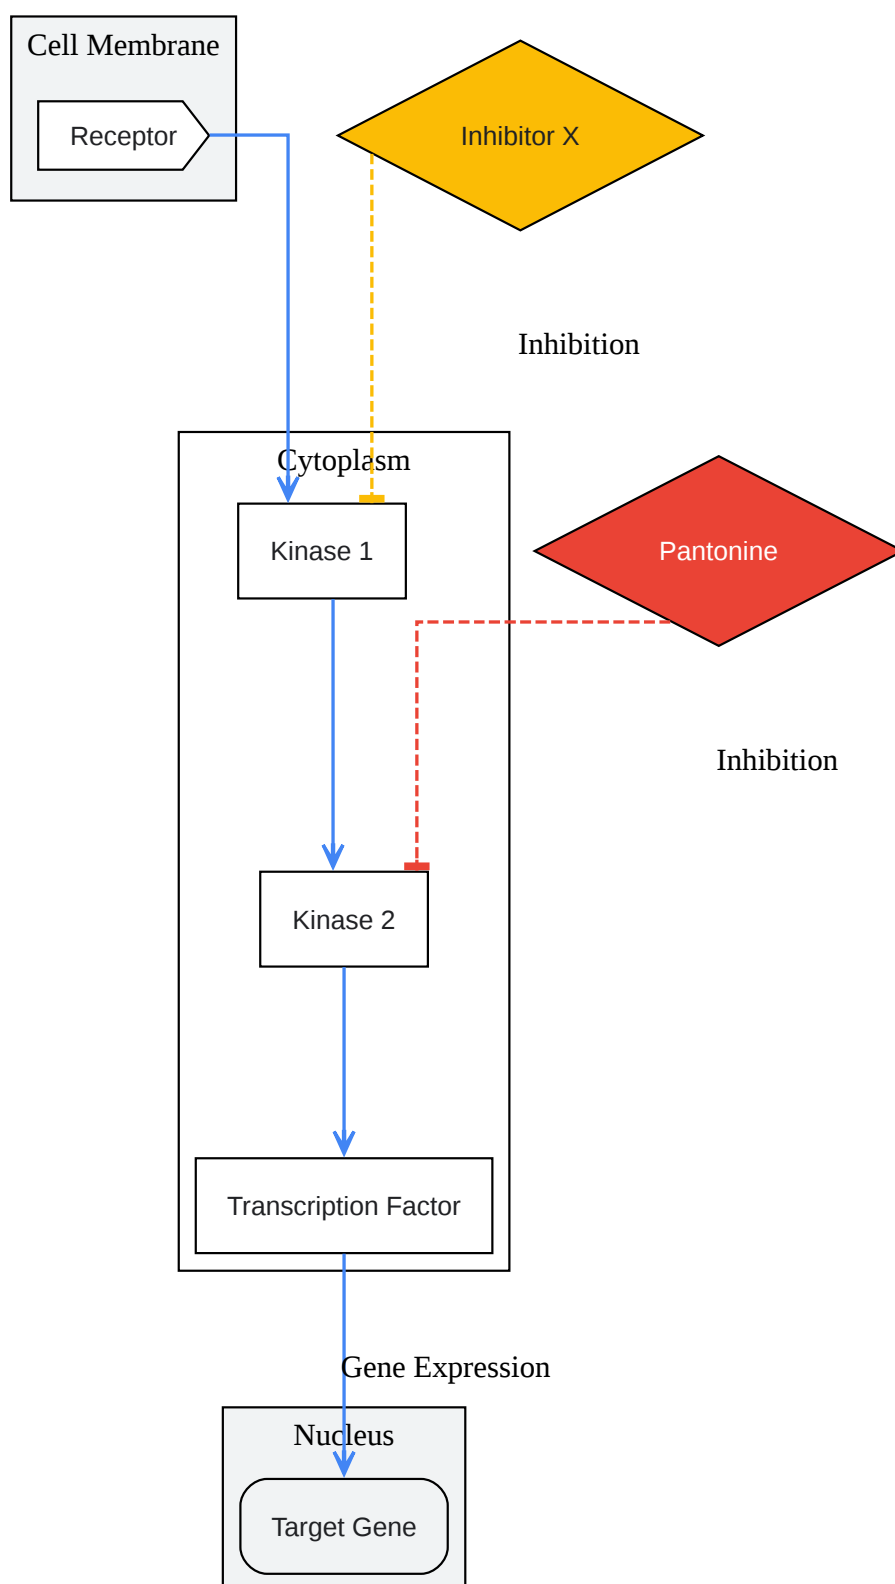 Cell Membrane
Receptor
Inhibitor X
Inhibition
Cytoplasm
Kinase 1
Pantonine
Inhibition
Kinase 2
Transcription Factor
Gene Expression
Nucleus
Target Gene